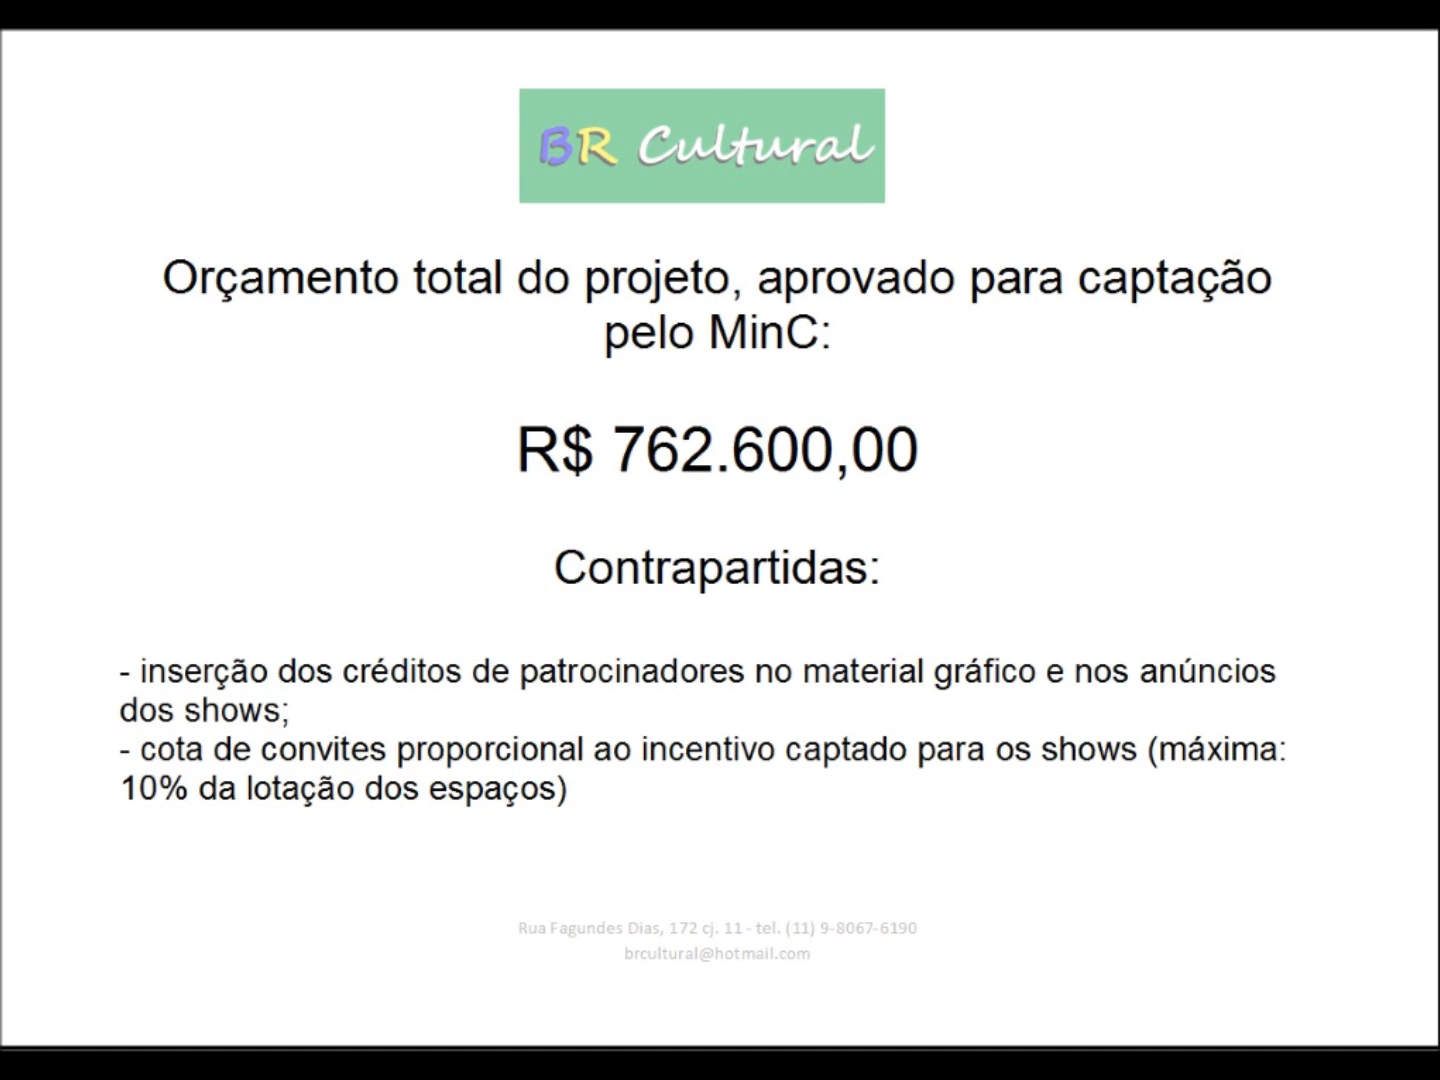 BR Cultural
Orçamento total do projeto, aprovado para captação
pelo MinC:
R$ 762.600,00
Contrapartidas:
- inserção dos créditos de patrocinadores no material gráfico e nos anúncios
dos shows;
- cota de convites proporcional ao incentivo captado para os shows (máxima:
10% da lotação dos espaços)
Rua Fagundes Dias, 172 cj. 11 - tel. (11) 9-8067-6190
brcultural@hotmail.com